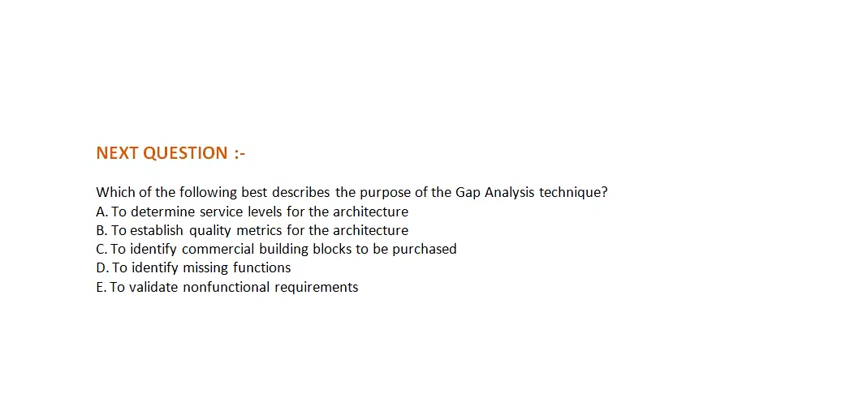 NEXT QUESTION :-
Which of the following best describes the purpose of the Gap Analysis technique?
A. To determine service levels for the architecture
B. To establish quality metrics for the architecture
C. To identify commercial building blocks to be purchased
D. To identify missing functions
E. To validate nonfunctional requirements